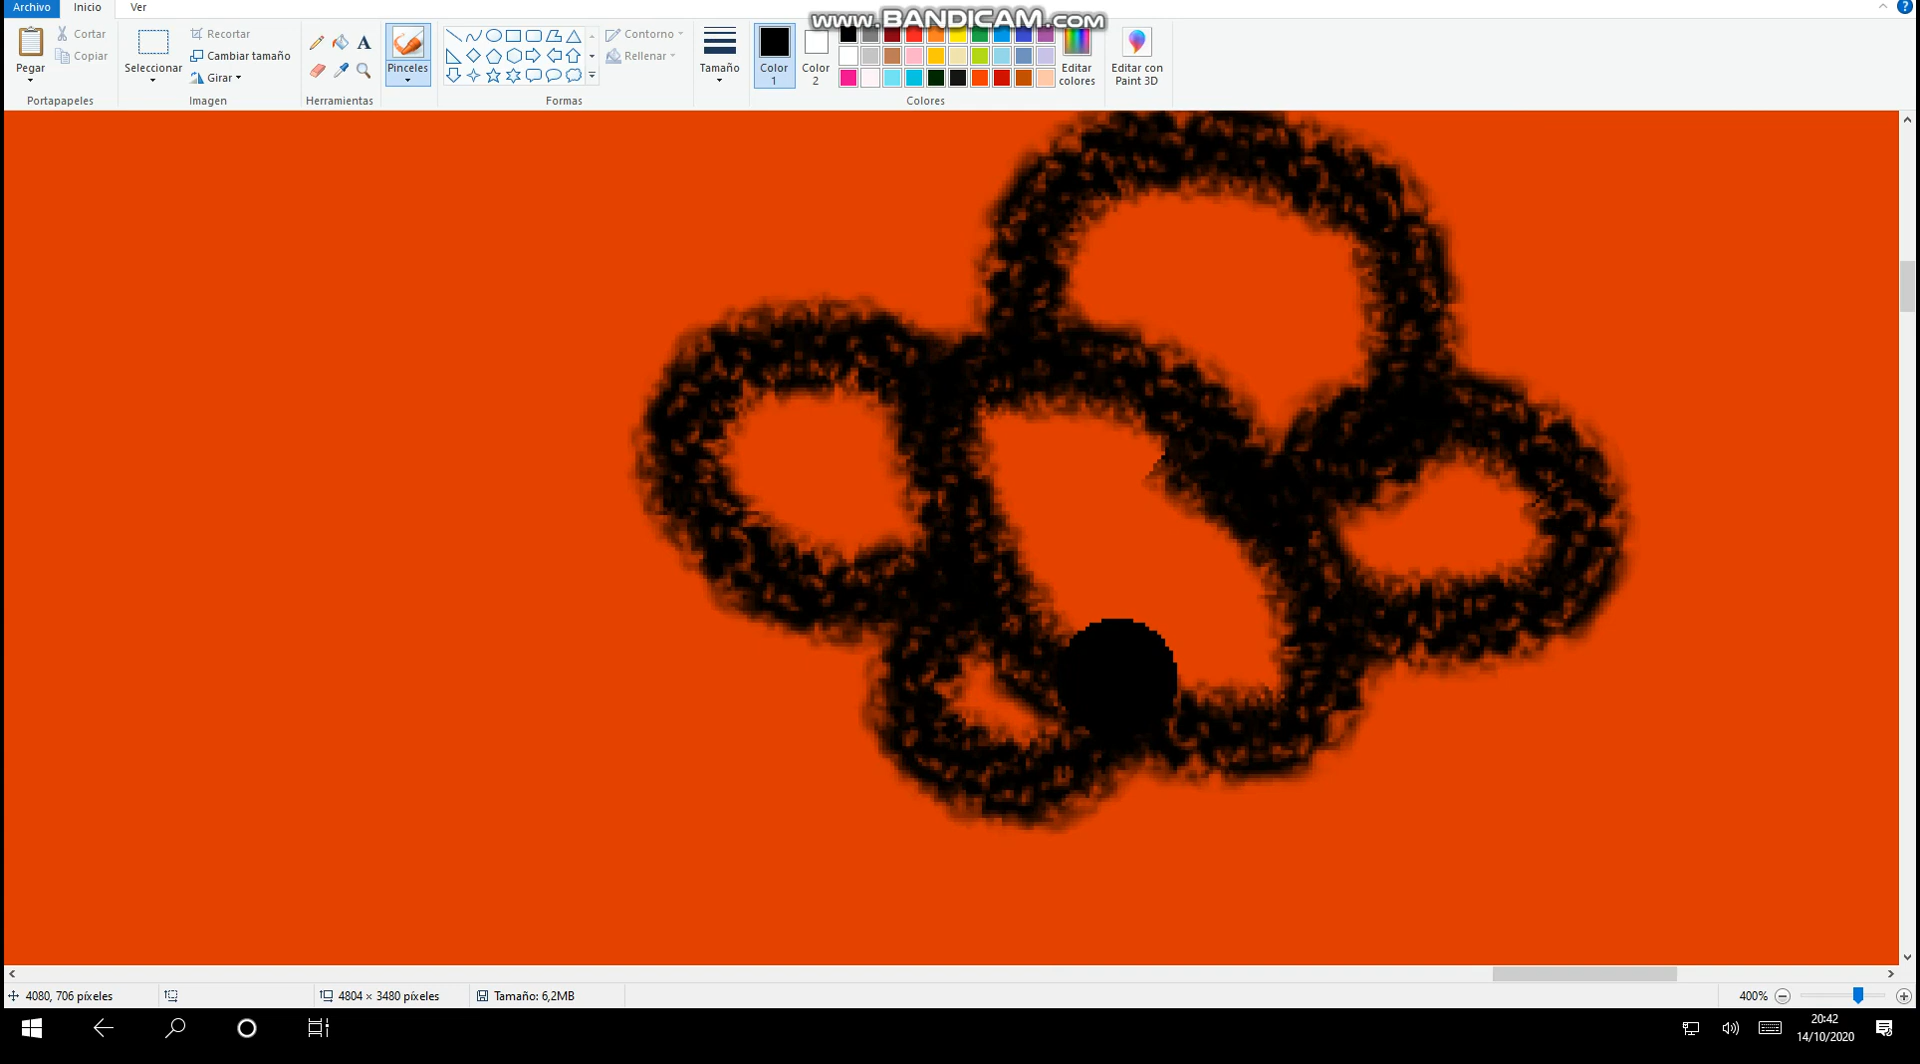 Archivo Inicio Ver
www.BANDICAM.com
Pegar
Cortar
Copiar
Portapapeles
Seleccionar
Recortar
Cambiar tamaño
Girar
Imagen
A
Herramientas
Pinceles
Contorno
Rellenar
Formas
Tamaño
Color
1
Color
2
Editar
colores
Colores
Editar con
Paint 3D
4080, 706 píxeles
4804 × 3480 píxeles
Tamaño: 6,2MB
400%
20:42
14/10/2020